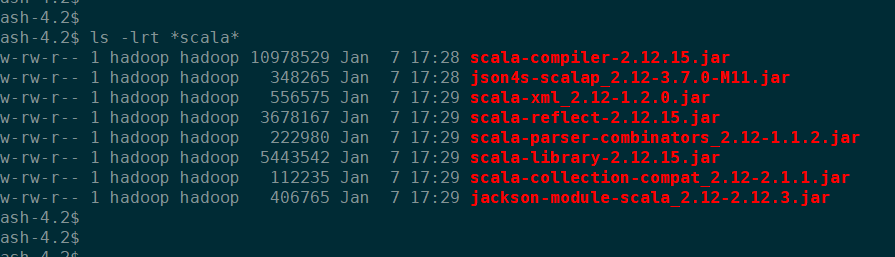 ash-4.2$
ash-4.2$
ash-4.2$ ls -lrt *scala*
w-rw-r-- 1 hadoop hadoop 10978529 Jan  7 17:28 scala-compiler-2.12.15.jar
w-rw-r-- 1 hadoop hadoop   348265 Jan  7 17:28 json4s-scalap_2.12-3.7.0-M11.jar
w-rw-r-- 1 hadoop hadoop   556575 Jan  7 17:29 scala-xml_2.12-1.2.0.jar
w-rw-r-- 1 hadoop hadoop  3678167 Jan  7 17:29 scala-reflect-2.12.15.jar
w-rw-r-- 1 hadoop hadoop   222980 Jan  7 17:29 scala-parser-combinators_2.12-1.1.2.jar
w-rw-r-- 1 hadoop hadoop  5443542 Jan  7 17:29 scala-library-2.12.15.jar
w-rw-r-- 1 hadoop hadoop   112235 Jan  7 17:29 scala-collection-compat_2.12-2.1.1.jar
w-rw-r-- 1 hadoop hadoop   406765 Jan  7 17:29 jackson-module-scala_2.12-2.12.3.jar
ash-4.2$
ash-4.2$
ash-4.2$